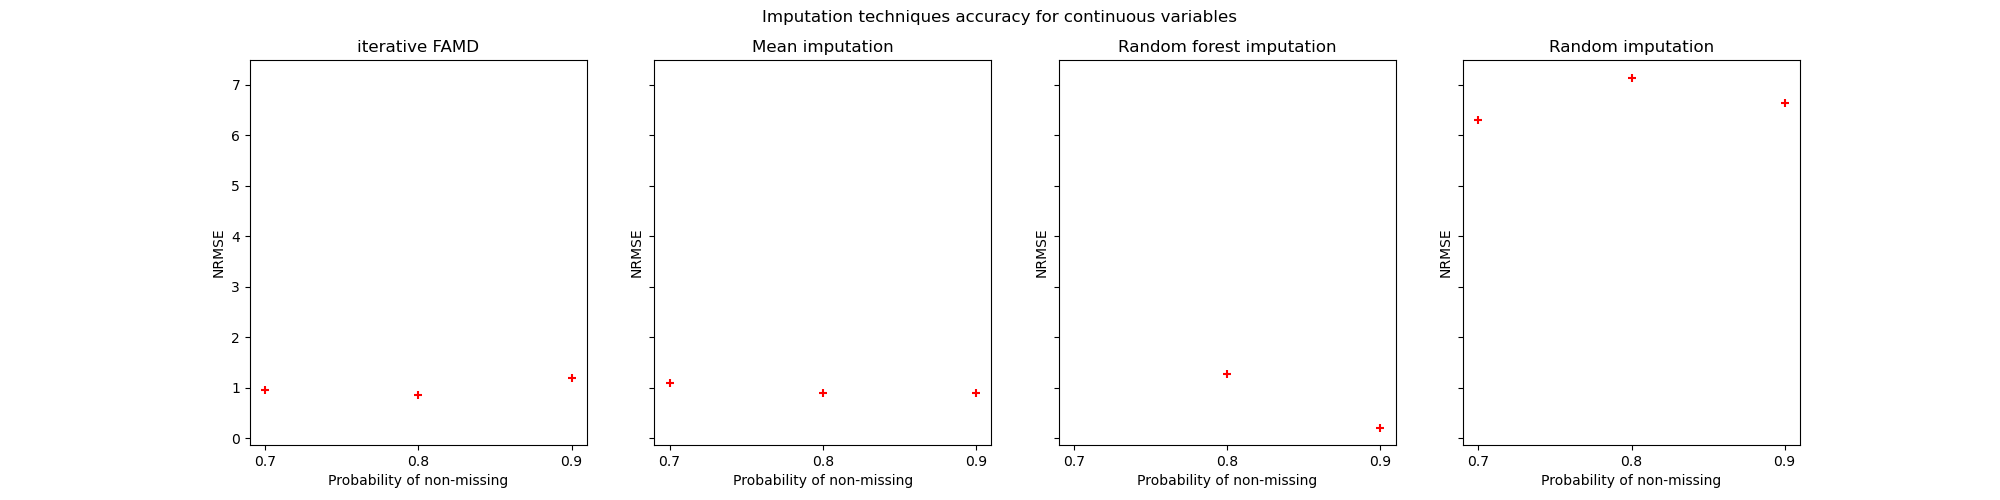 Imputation techniques accuracy for continuous variables
iterative FAMD
7
6
5
4
3
2
1
0
NRMSE
0.7 0.8 0.9
Probability of non-missing
Mean imputation
NRMSE
0.7 0.8 0.9
Probability of non-missing
Random forest imputation
NRMSE
0.7 0.8 0.9
Probability of non-missing
Random imputation
NRMSE
0.7 0.8 0.9
Probability of non-missing